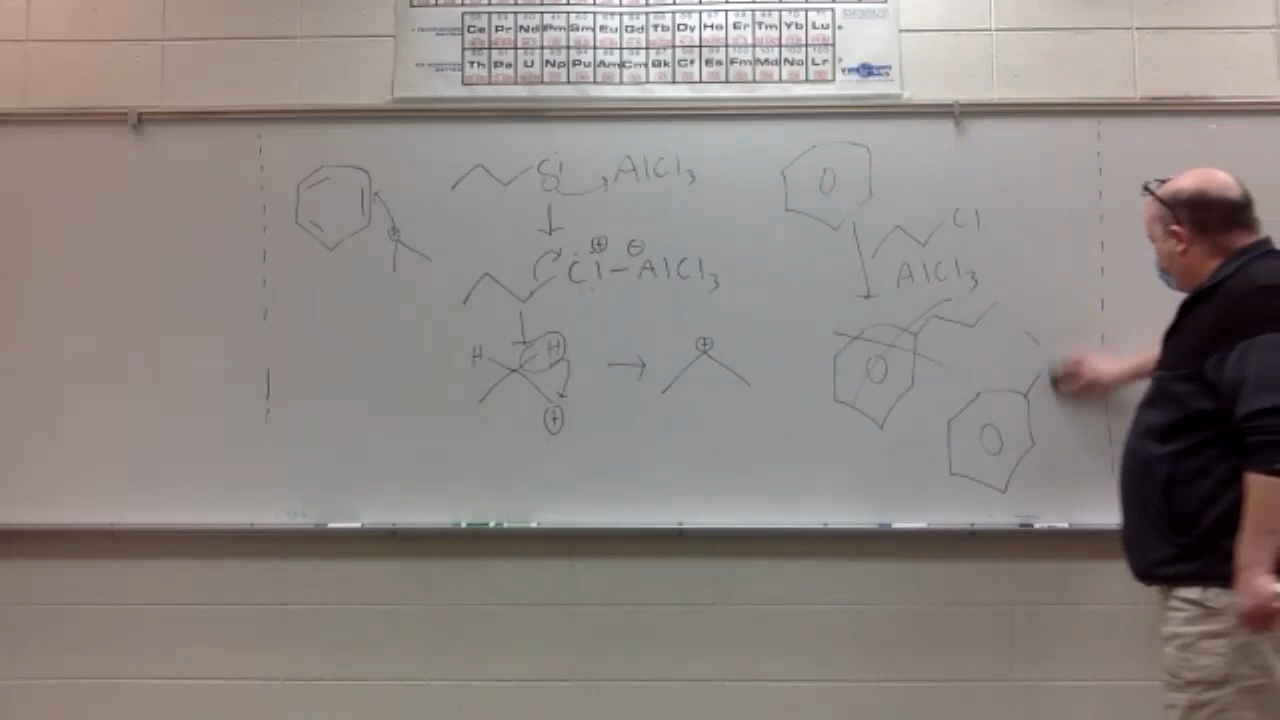 Ce Pr Nd Pm Sm Eu Gd Tb Dy Ho Er Tm Yb Lu
Th Pa U Np Pu Am Cm Bk Cf Es Fm Md No Lr
AlCl3
Cl
⊕ ⊖
Cl-AlCl3
AlCl3
⊕
H H
⊕
⊕